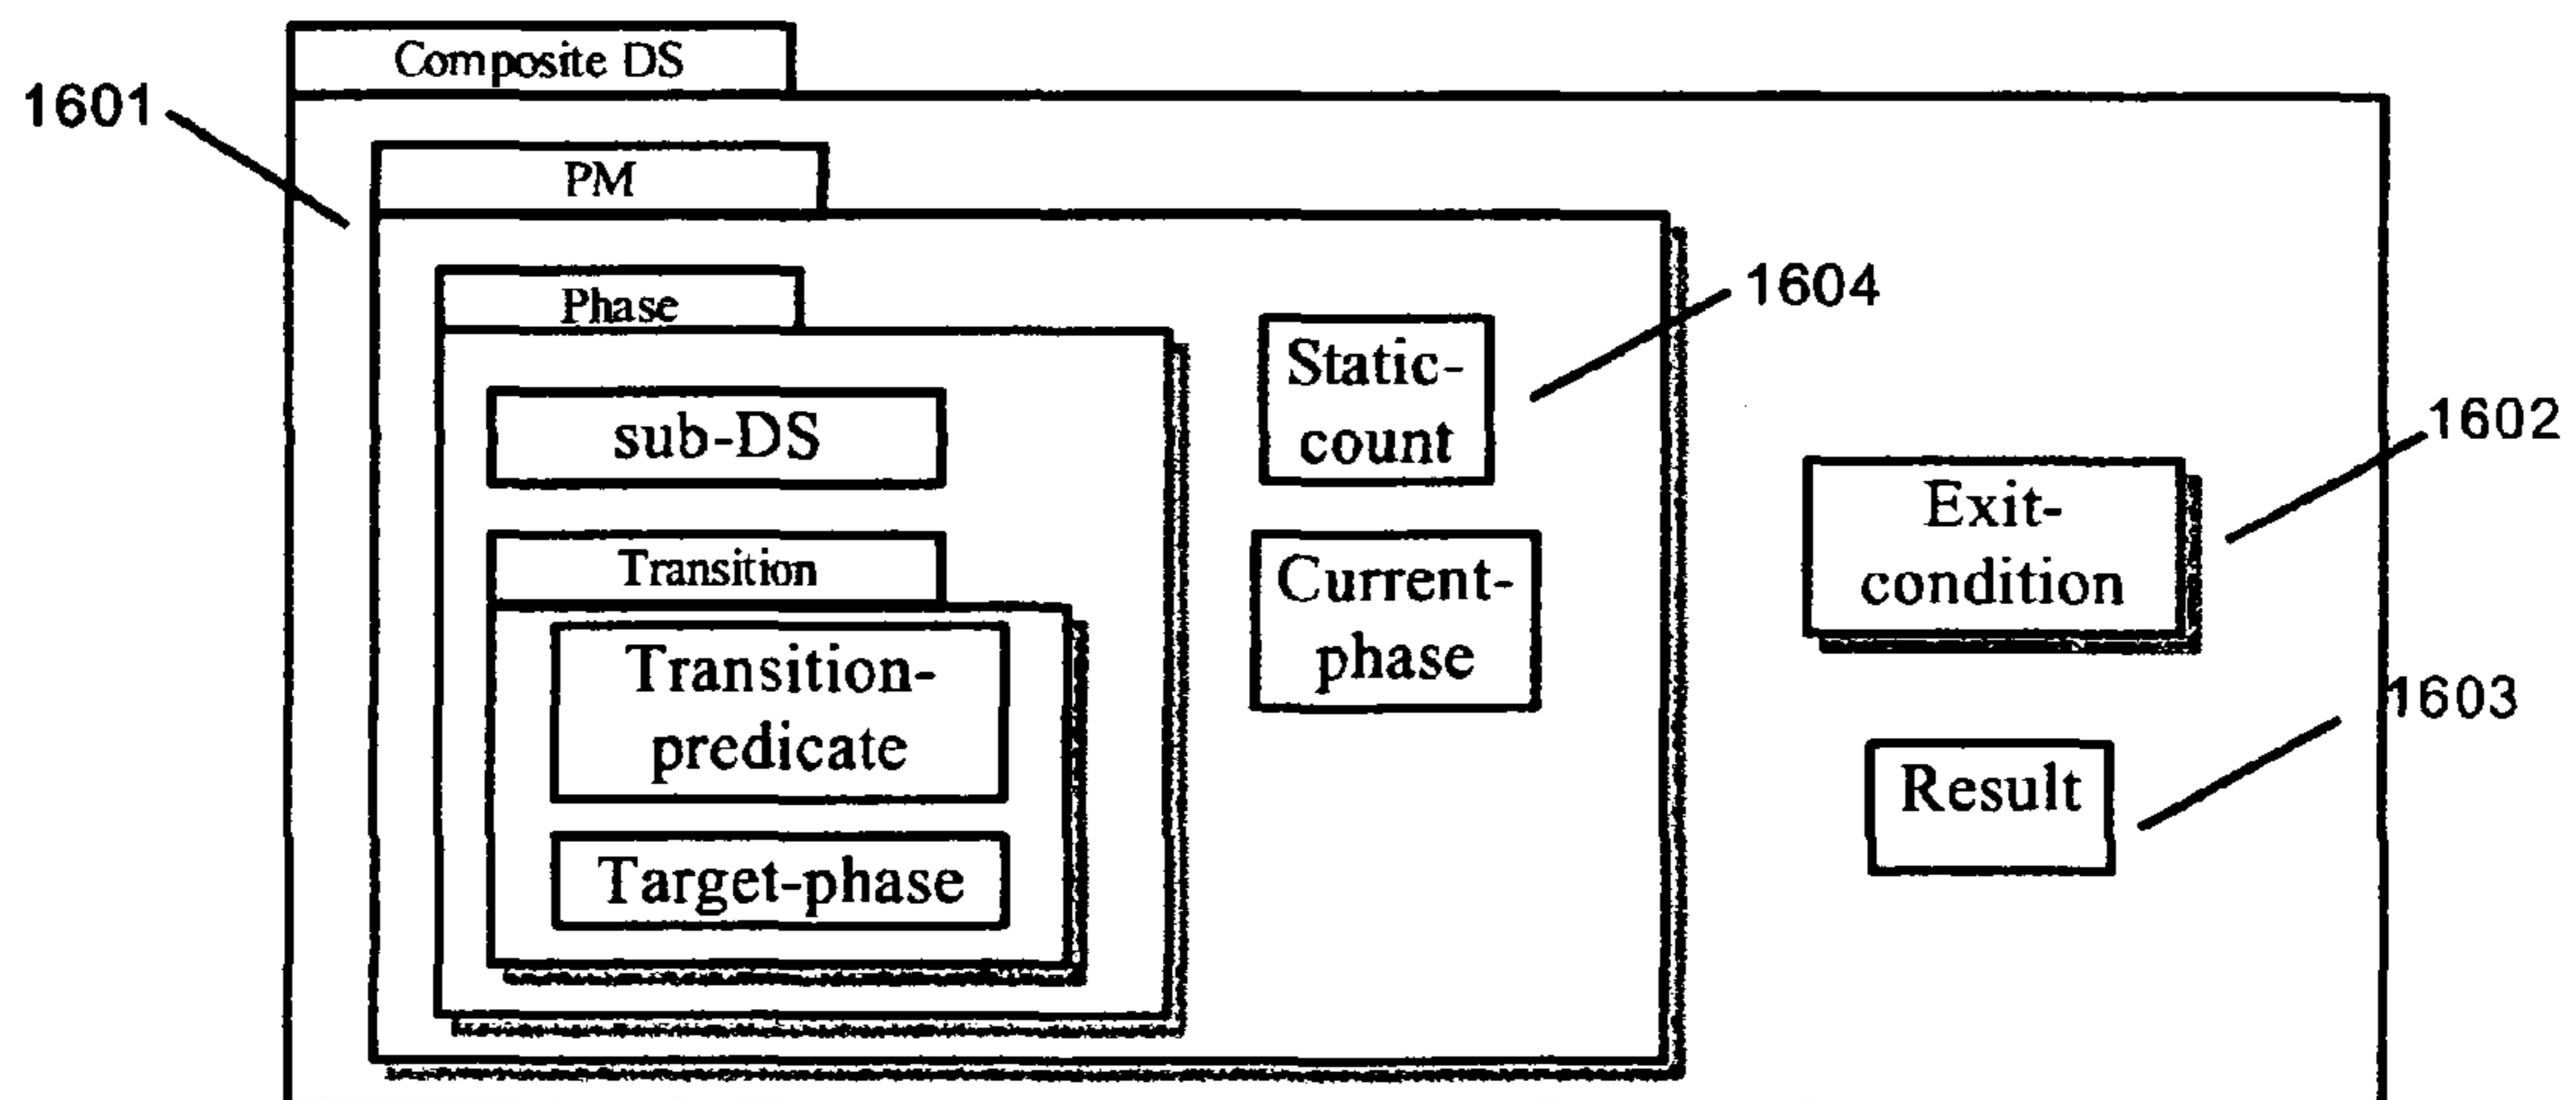 Composite DS
1601
PM
Phase
1604
Static-
count
sub-DS
1602
Exit-
condition
Transition
Current-
phase
Transition-
predicate
1603
Result
Target-phase